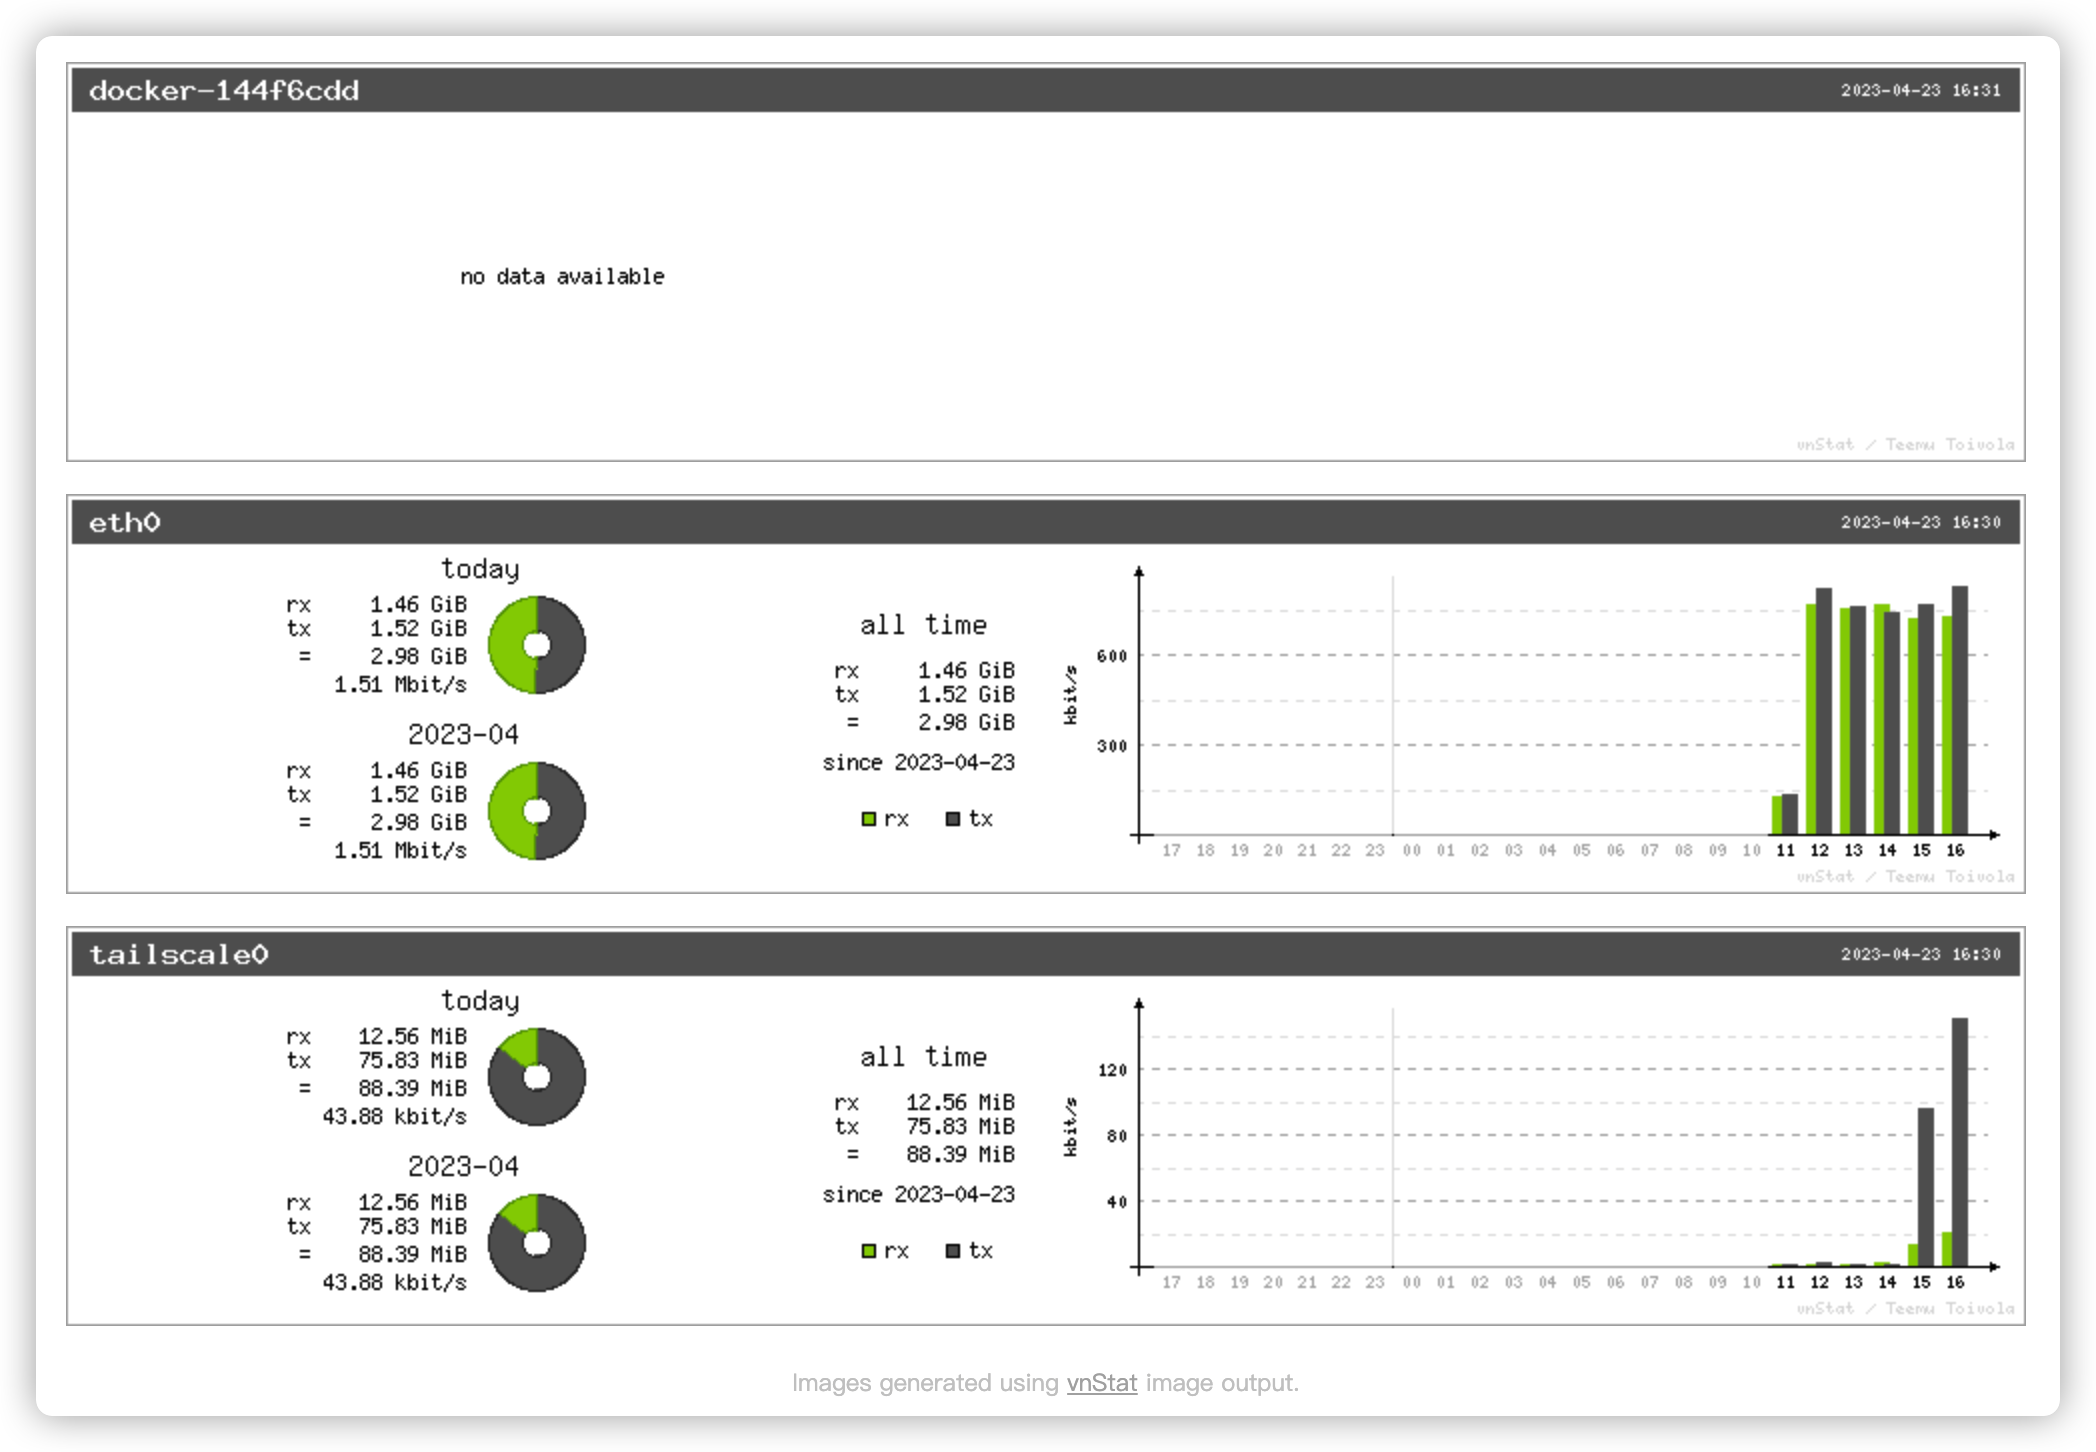 docker-144f6cdd 2023-04-23 16:31
no data available
vnStat / Teemu Toivola
eth0 2023-04-23 16:30
today
rx 1.46 GiB
tx 1.52 GiB
= 2.98 GiB
1.51 Mbit/s
2023-04
rx 1.46 GiB
tx 1.52 GiB
= 2.98 GiB
1.51 Mbit/s
all time
rx 1.46 GiB
tx 1.52 GiB
= 2.98 GiB
since 2023-04-23
rx tx
kbit/s
600
300
17 18 19 20 21 22 23 00 01 02 03 04 05 06 07 08 09 10 11 12 13 14 15 16
vnStat / Teemu Toivola
tailscale0 2023-04-23 16:30
today
rx 12.56 MiB
tx 75.83 MiB
= 88.39 MiB
43.88 kbit/s
2023-04
rx 12.56 MiB
tx 75.83 MiB
= 88.39 MiB
43.88 kbit/s
all time
rx 12.56 MiB
tx 75.83 MiB
= 88.39 MiB
since 2023-04-23
rx tx
kbit/s
120
80
40
17 18 19 20 21 22 23 00 01 02 03 04 05 06 07 08 09 10 11 12 13 14 15 16
vnStat / Teemu Toivola
Images generated using vnStat image output.